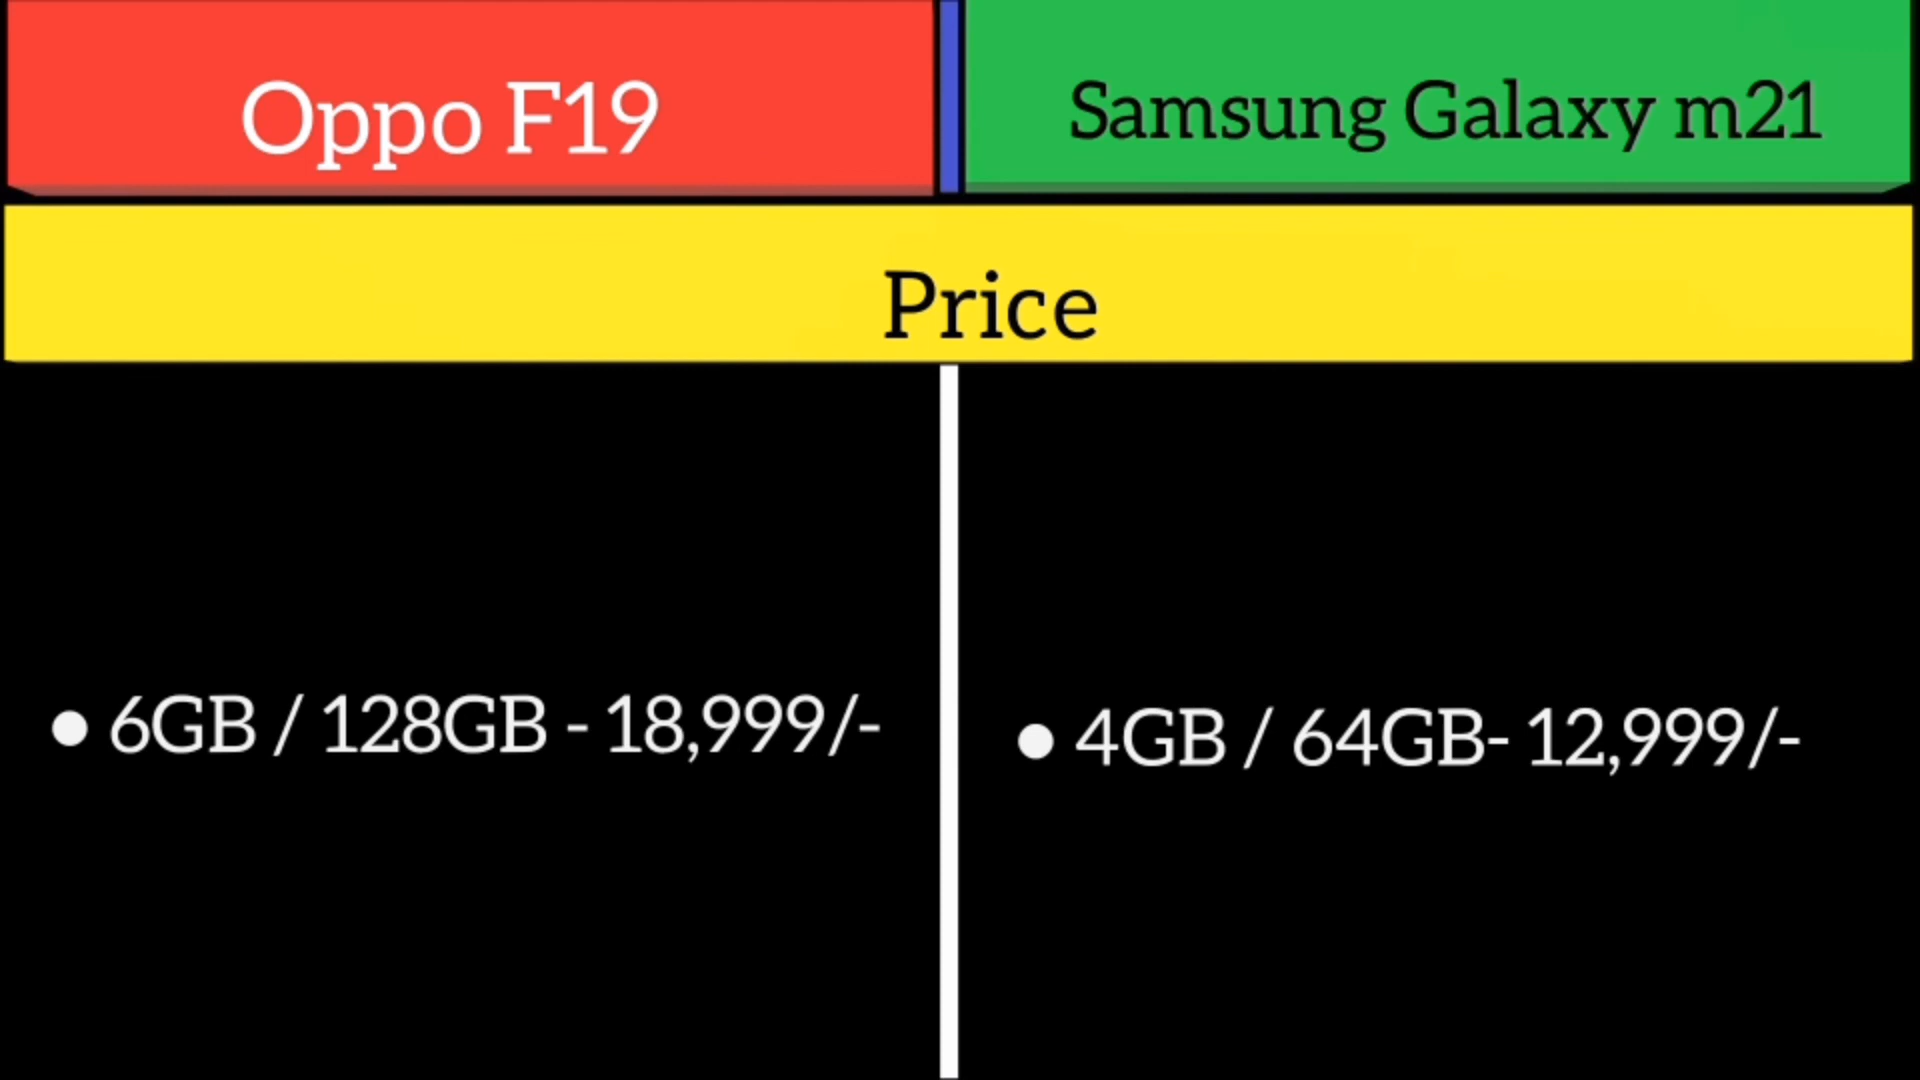 Oppo F19
Samsung Galaxy m21
Price
● 6GB / 128GB - 18,999/-
● 4GB / 64GB- 12,999/-